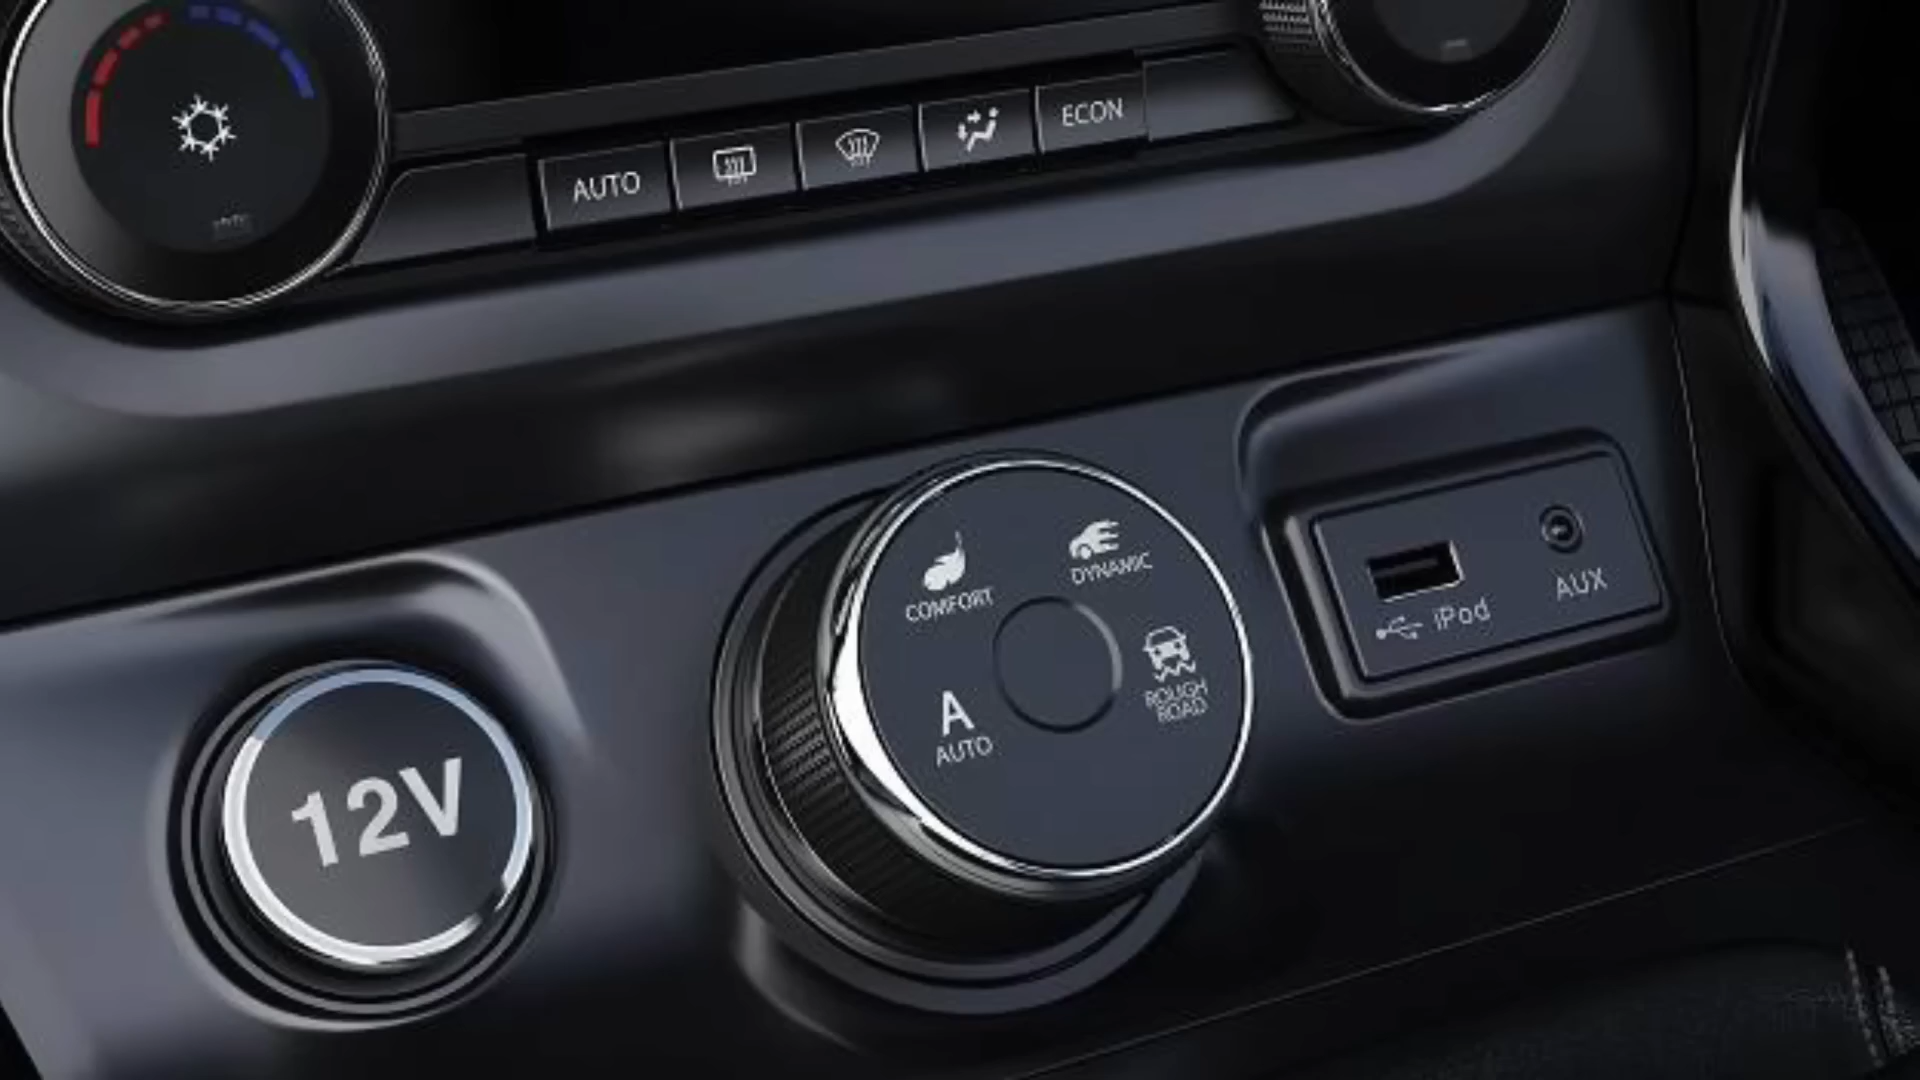 AUTO
ECON
COMFORT
DYNAMIC
ROUGH
ROAD
A
AUTO
iPod
AUX
12V